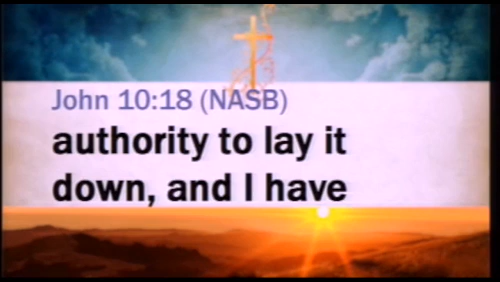 John 10:18 (NASB)
authority to lay it
down, and I have